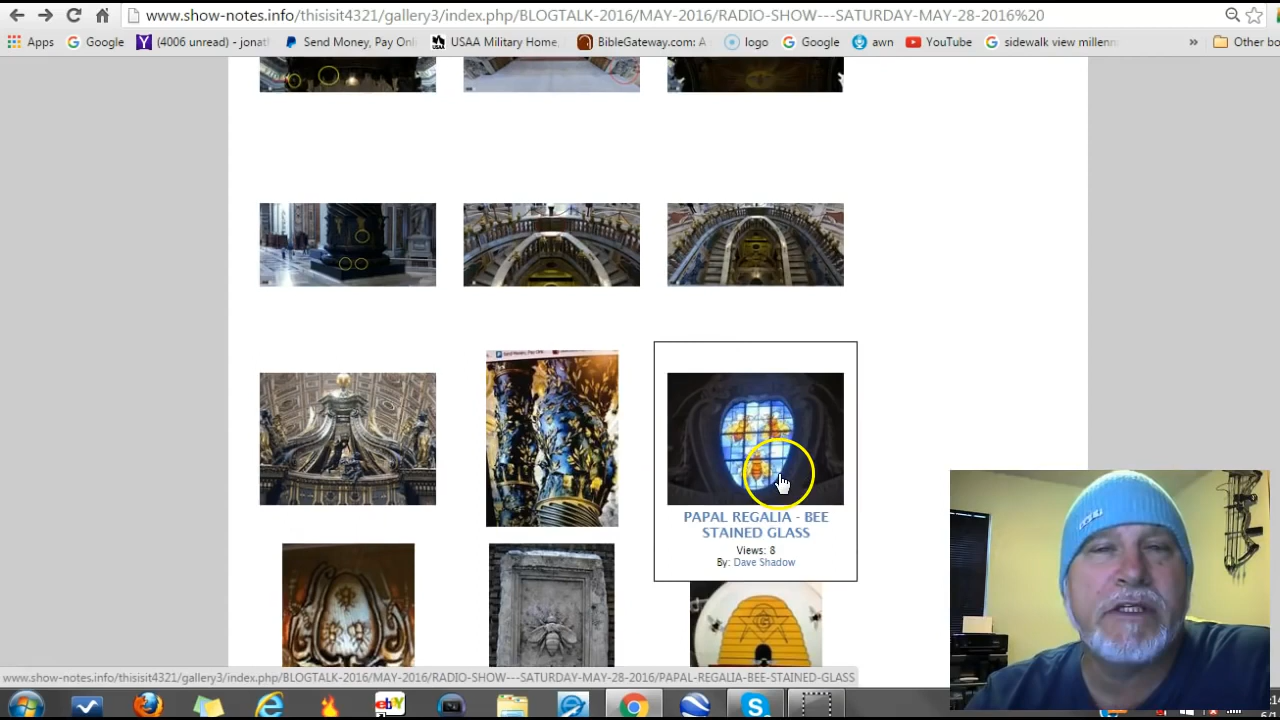 www.show-notes.info/thisisit4321/gallery3/index.php/BLOGTALK-2016/MAY-2016/RADIO-SHOW---SATURDAY-MAY-28-2016%20
Apps Google (4006 unread) - jonat Send Money, Pay Onl USAA Military Home, BibleGateway.com: A logo Google awn YouTube sidewalk view millenn » Other bo
PAPAL REGALIA - BEE
STAINED GLASS
Views: 8
By: Dave Shadow
www.show-notes.info/thisisit4321/gallery3/index.php/BLOGTALK-2016/MAY-2016/RADIO-SHOW---SATURDAY-MAY-28-2016/PAPAL-REGALIA-BEE-STAINED-GLASS
ebY